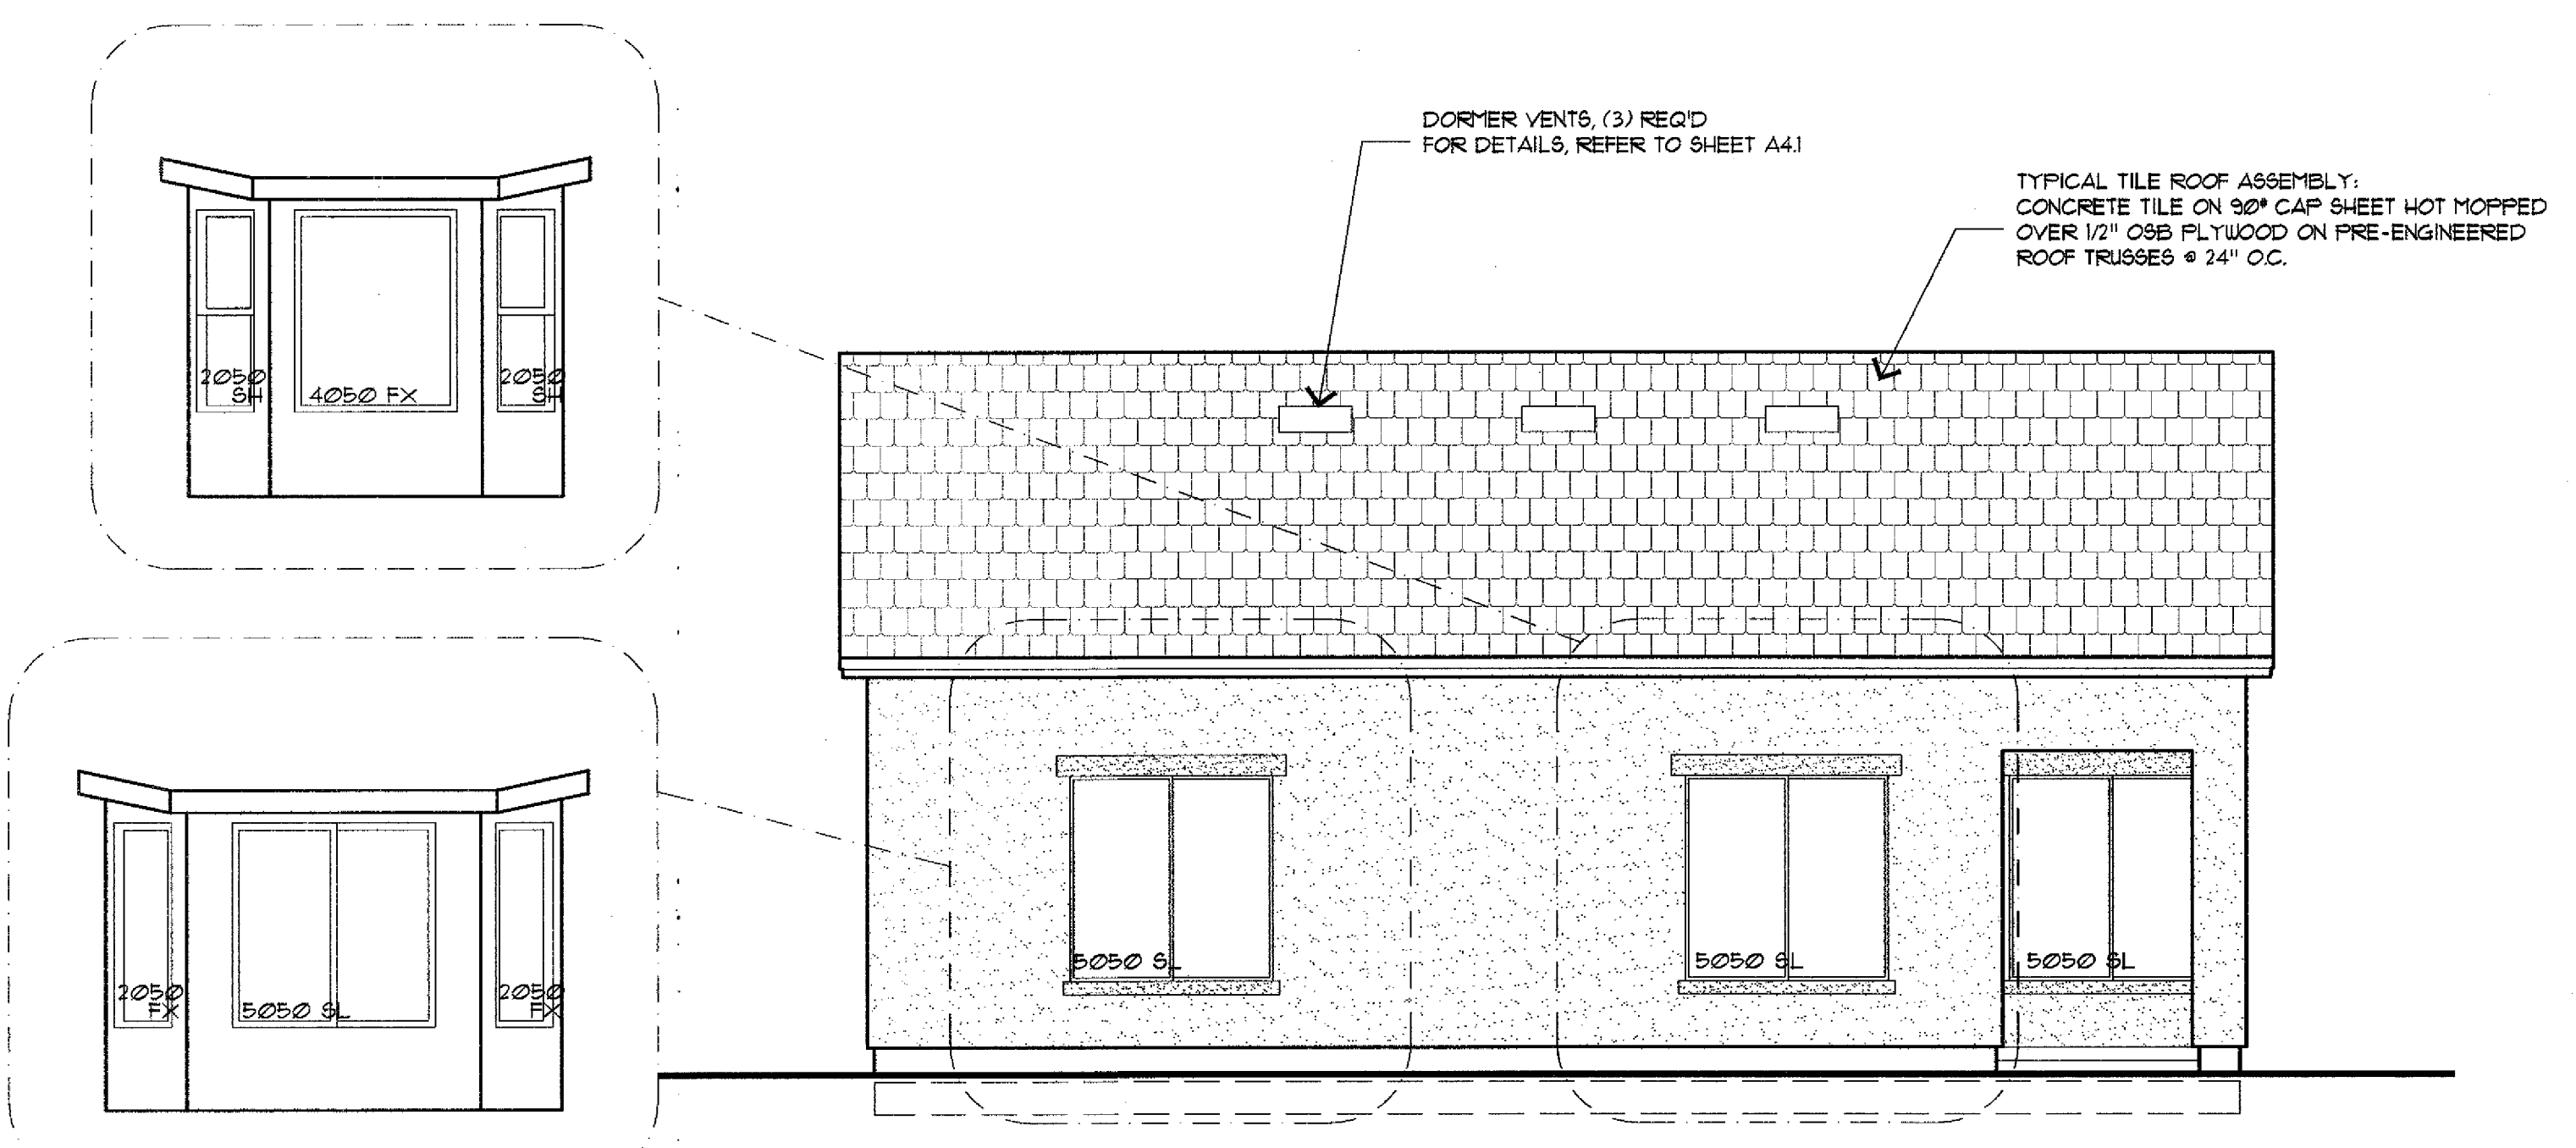 DORMER VENTS, (3) REQ'D
FOR DETAILS, REFER TO SHEET A4.1
TYPICAL TILE ROOF ASSEMBLY:
CONCRETE TILE ON 90# CAP SHEET HOT MOPPED
OVER 1/2" OSB PLYWOOD ON PRE-ENGINEERED
ROOF TRUSSES @ 24" O.C.
2050
SH
4050 FX
2050
SH
2050
FX
5050 SL
2050
FX
5050 SL
5050 SL
5050 SL